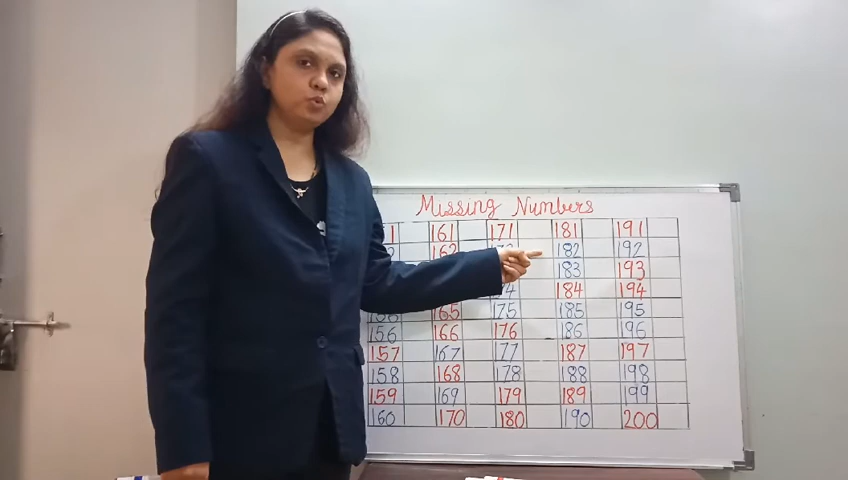 Missing Numbers
161 171 181 191
162 182 192
183 193
184 194
165 175 185 195
156 166 176 186 196
157 167 177 187 197
158 168 178 188 198
159 169 179 189 199
160 170 180 190 200